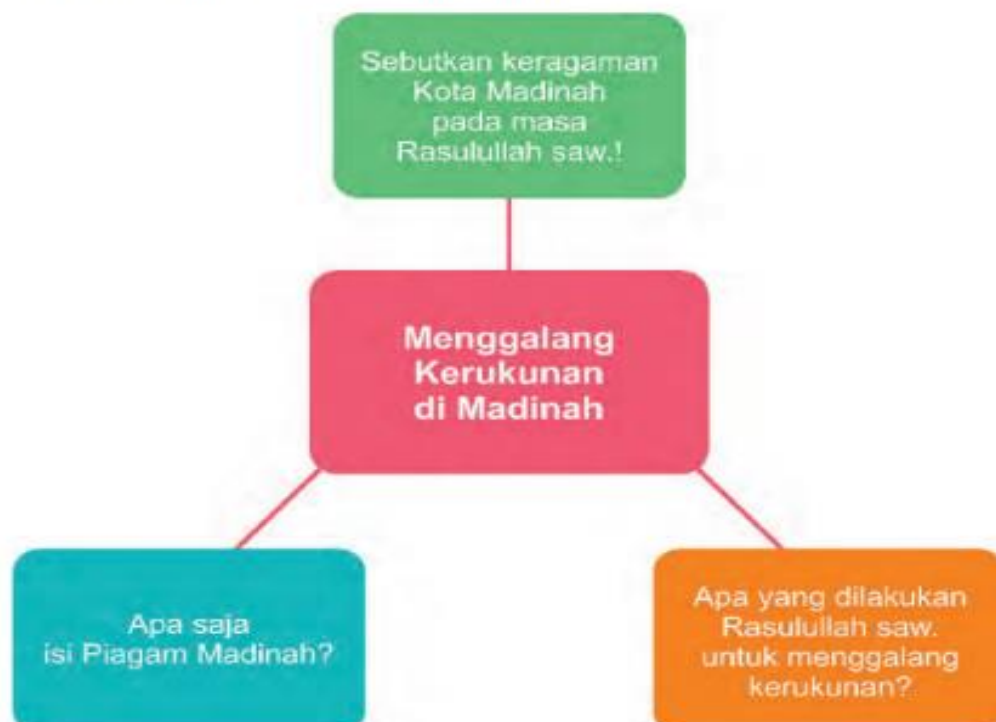 Sebutkan keragaman
Kota Madinah
pada masa
Rasulullah saw.!
Menggalang
Kerukunan
di Madinah
Apa saja
isi Piagam Madinah?
Apa yang dilakukan
Rasulullah saw.
untuk menggalang
kerukunan?